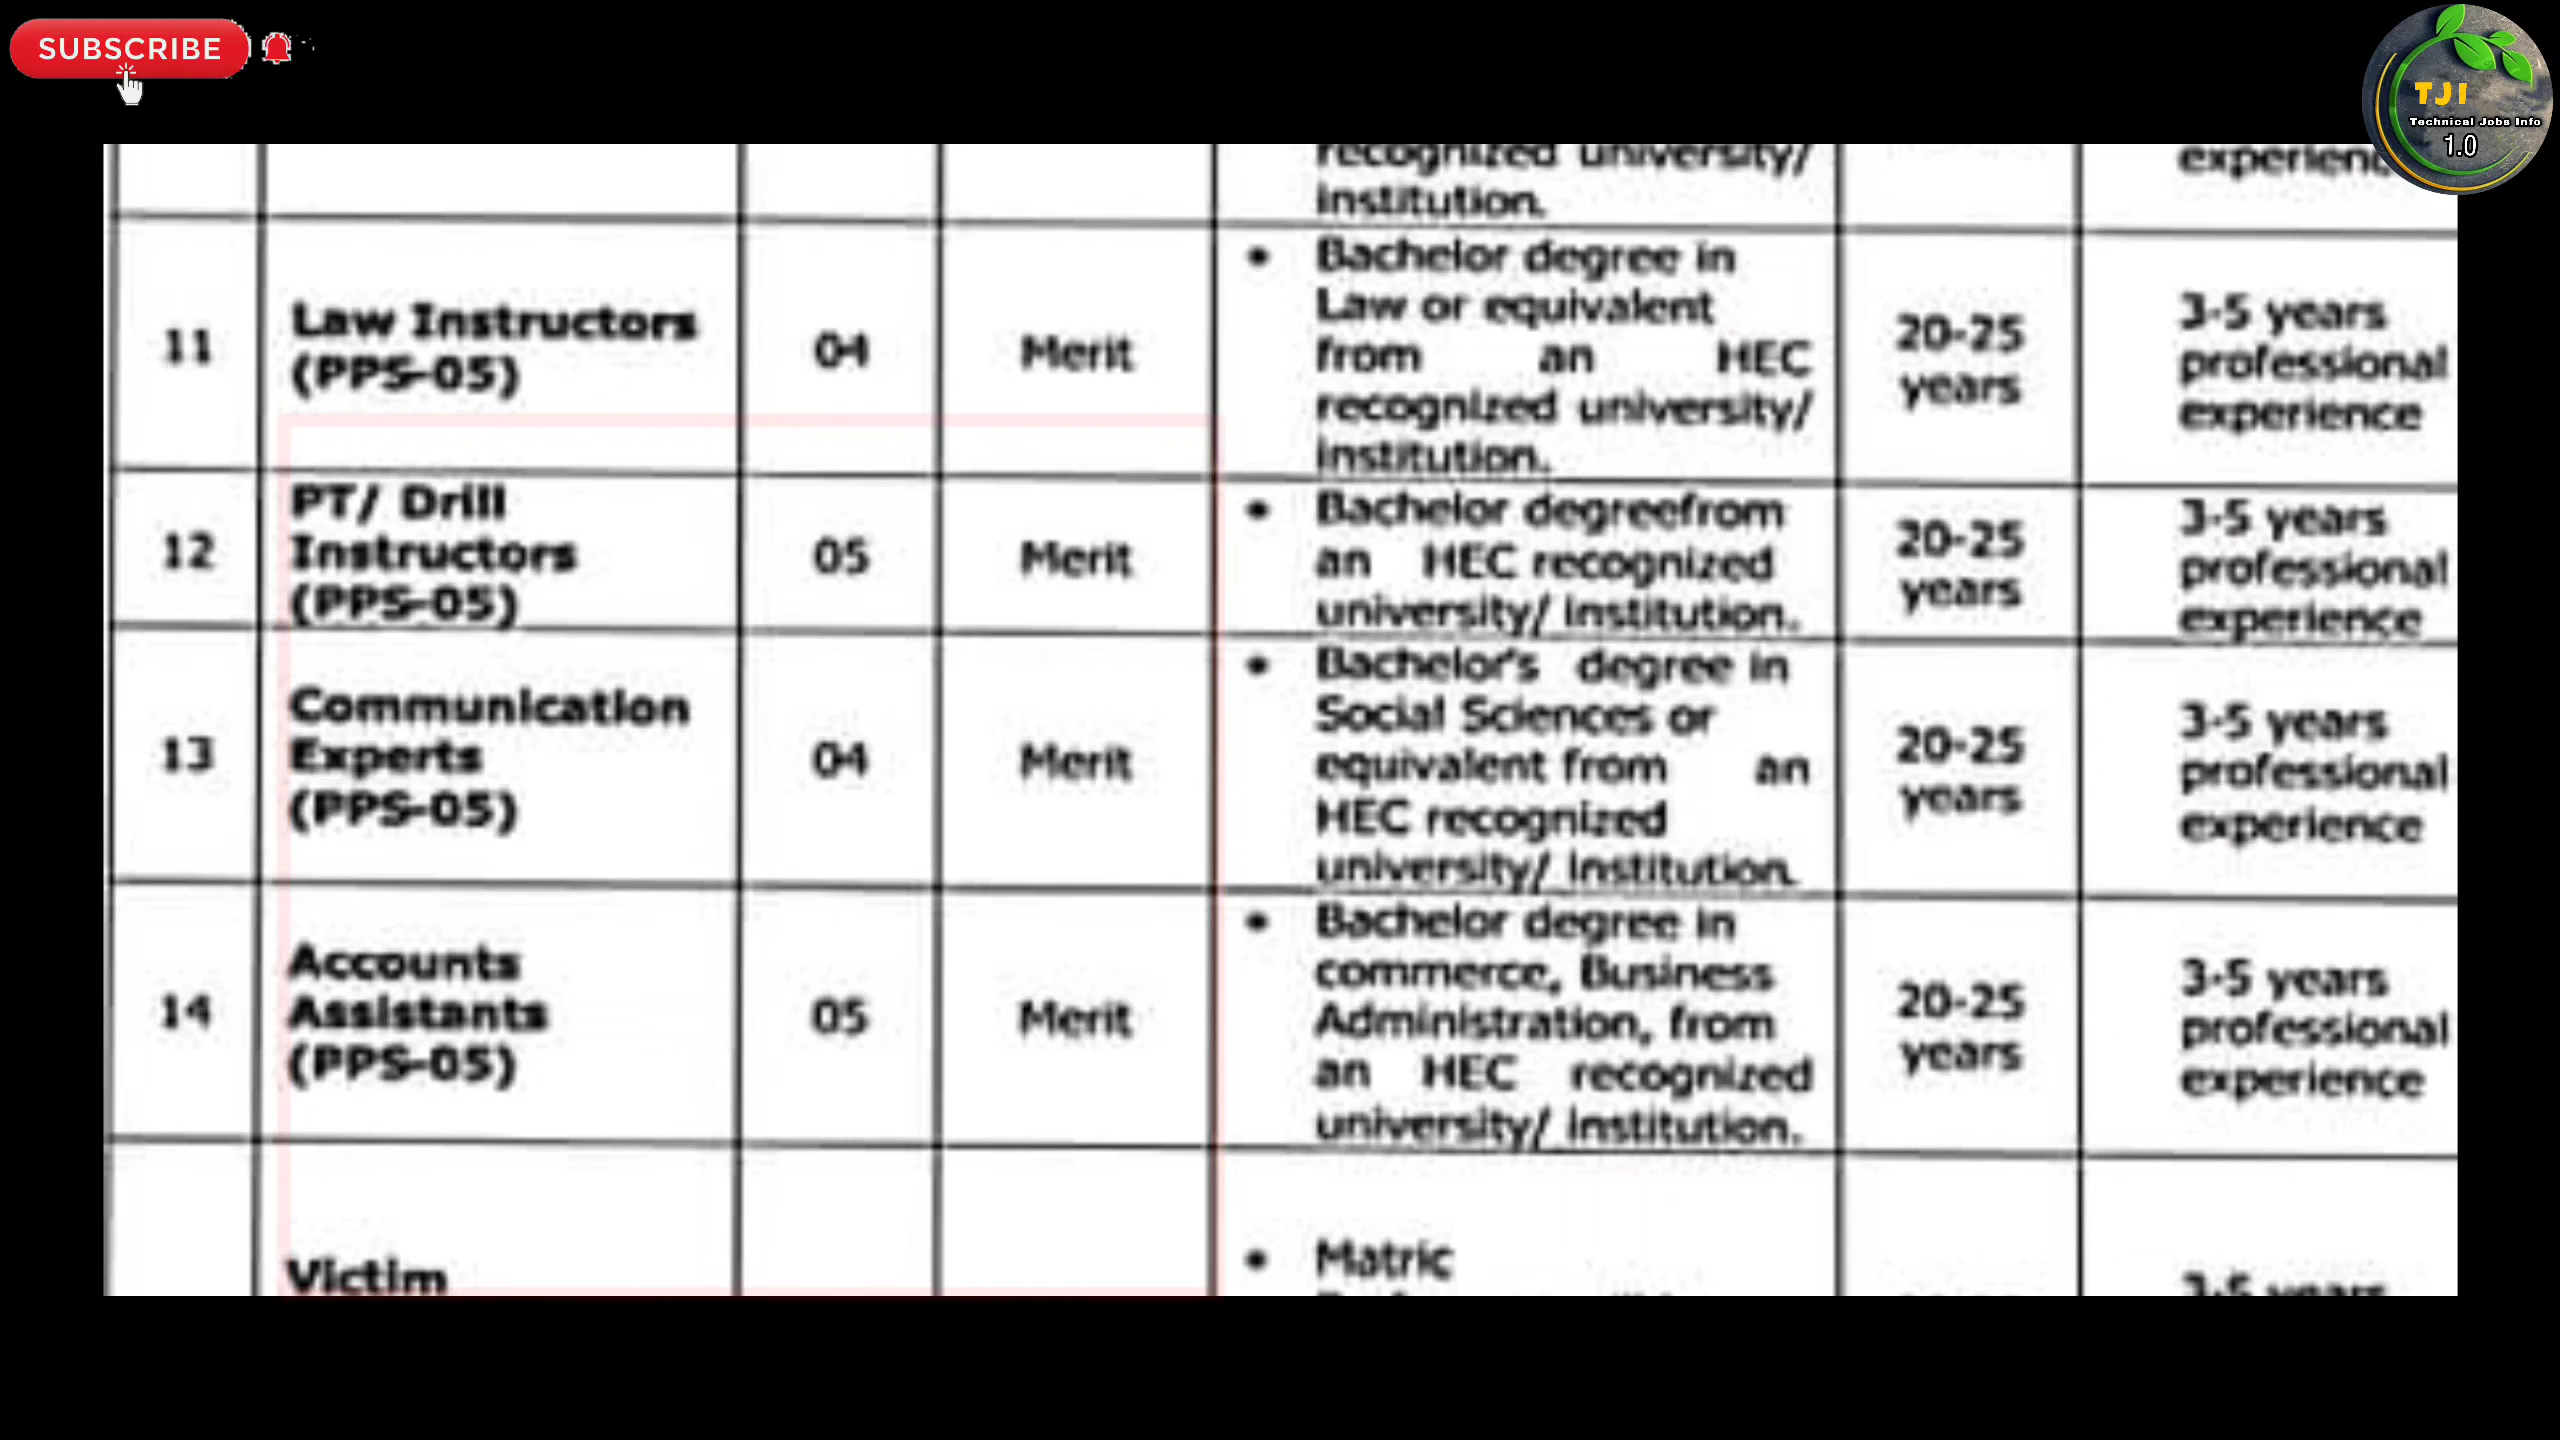 SUBSCRIBE
TJI
Technical Jobs Info
1.0
recognized university/
institution.
experience
11
Law Instructors
(PPS-05)
04
Merit
• Bachelor degree in
Law or equivalent
from an HEC
recognized university/
institution.
20-25
years
3-5 years
professional
experience
12
PT/ Drill
Instructors
(PPS-05)
05
Merit
• Bachelor degreefrom
an HEC recognized
university/ institution.
20-25
years
3-5 years
professional
experience
13
Communication
Experts
(PPS-05)
04
Merit
• Bachelor's degree in
Social Sciences or
equivalent from an
HEC recognized
university/ institution.
20-25
years
3-5 years
professional
experience
14
Accounts
Assistants
(PPS-05)
05
Merit
• Bachelor degree in
commerce, Business
Administration, from
an HEC recognized
university/ institution.
20-25
years
3-5 years
professional
experience
Victim
• Matric
3-5 years